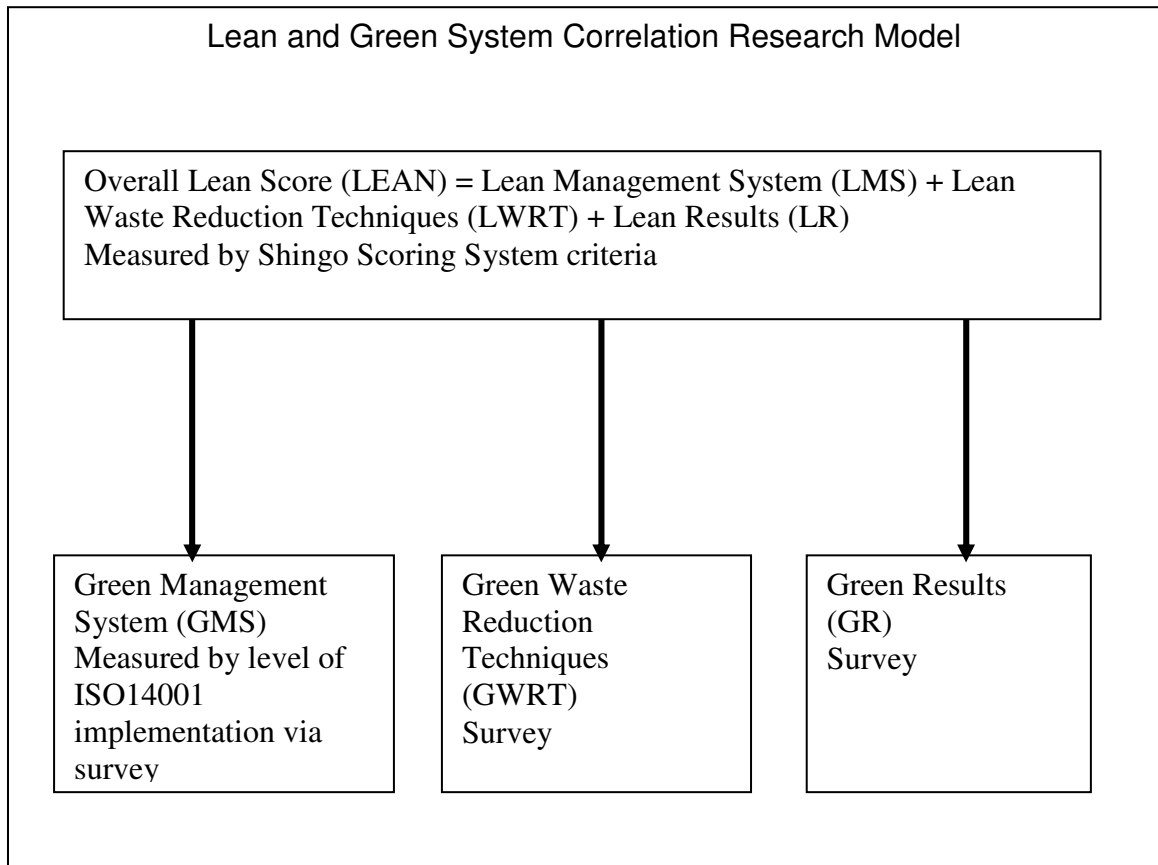 Lean and Green System Correlation Research Model
Overall Lean Score (LEAN) = Lean Management System (LMS) + Lean
Waste Reduction Techniques (LWRT) + Lean Results (LR)
Measured by Shingo Scoring System criteria
Green Management
System (GMS)
Measured by level of
ISO14001
implementation via
survey
Green Waste
Reduction
Techniques
(GWRT)
Survey
Green Results
(GR)
Survey